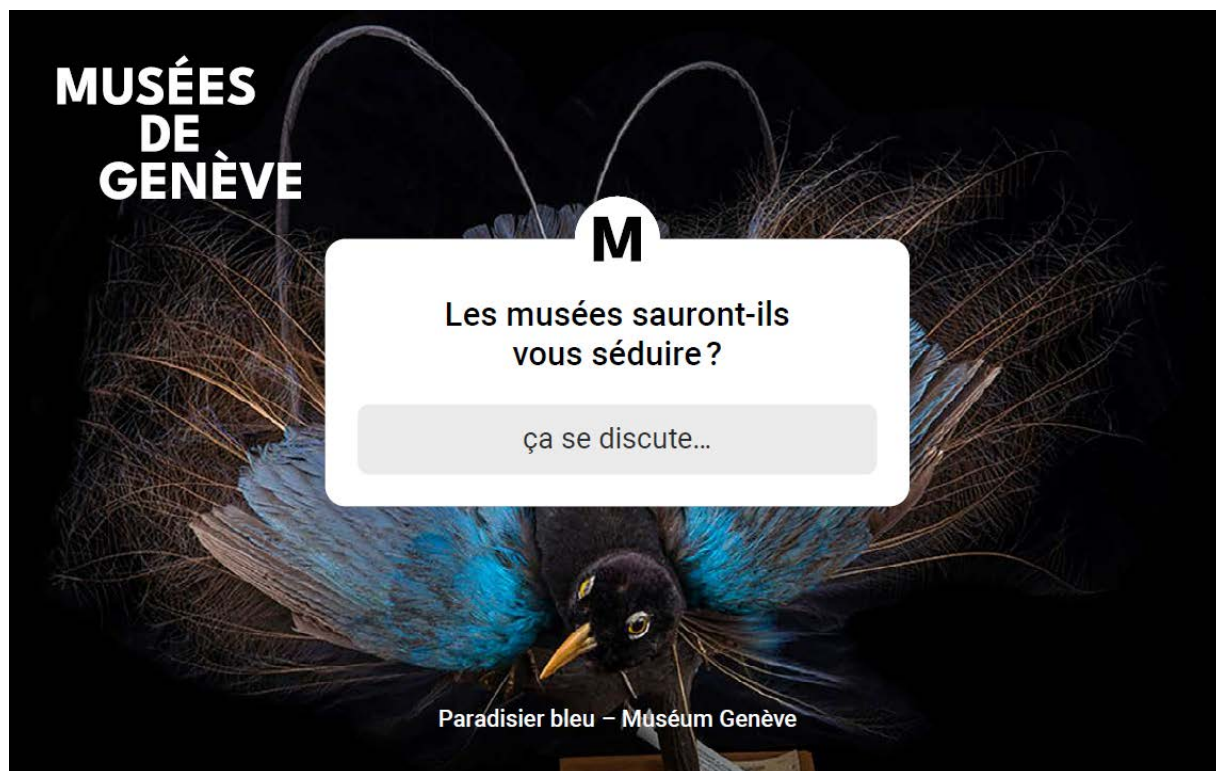 MUSÉES
DE
GENÈVE
M
Les musées sauront-ils
vous séduire ?
ça se discute…
Paradisier bleu – Muséum Genève